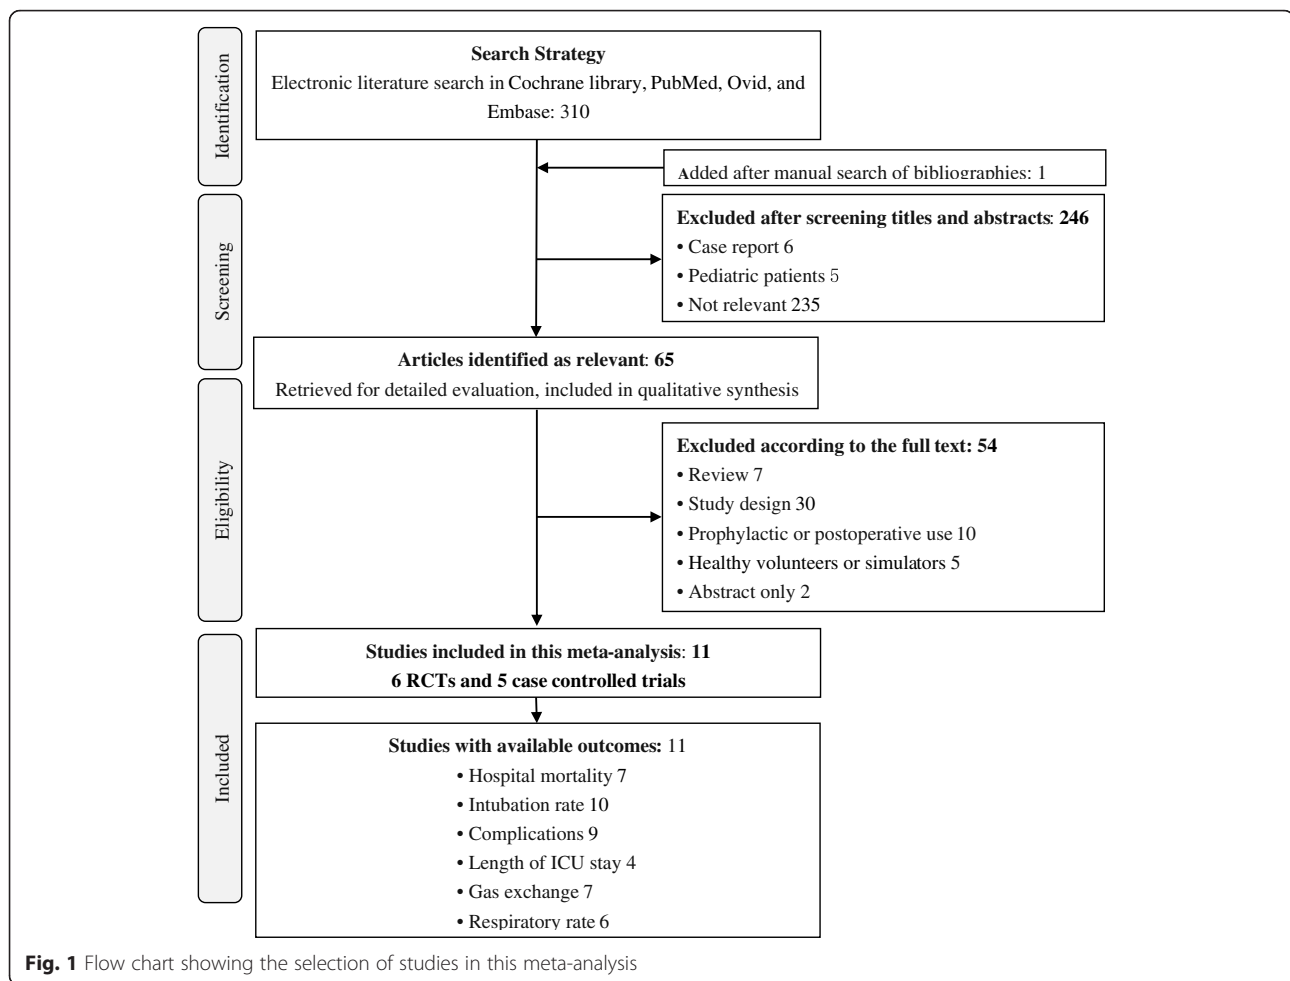 Identification
Search Strategy
Electronic literature search in Cochrane library, PubMed, Ovid, and
Embase: 310
Added after manual search of bibliographies: 1
Screening
Excluded after screening titles and abstracts: 246
• Case report 6
• Pediatric patients 5
• Not relevant 235
Articles identified as relevant: 65
Retrieved for detailed evaluation, included in qualitative synthesis
Eligibility
Excluded according to the full text: 54
• Review 7
• Study design 30
• Prophylactic or postoperative use 10
• Healthy volunteers or simulators 5
• Abstract only 2
Included
Studies included in this meta-analysis: 11
6 RCTs and 5 case controlled trials
Studies with available outcomes: 11
• Hospital mortality 7
• Intubation rate 10
• Complications 9
• Length of ICU stay 4
• Gas exchange 7
• Respiratory rate 6
Fig. 1 Flow chart showing the selection of studies in this meta-analysis